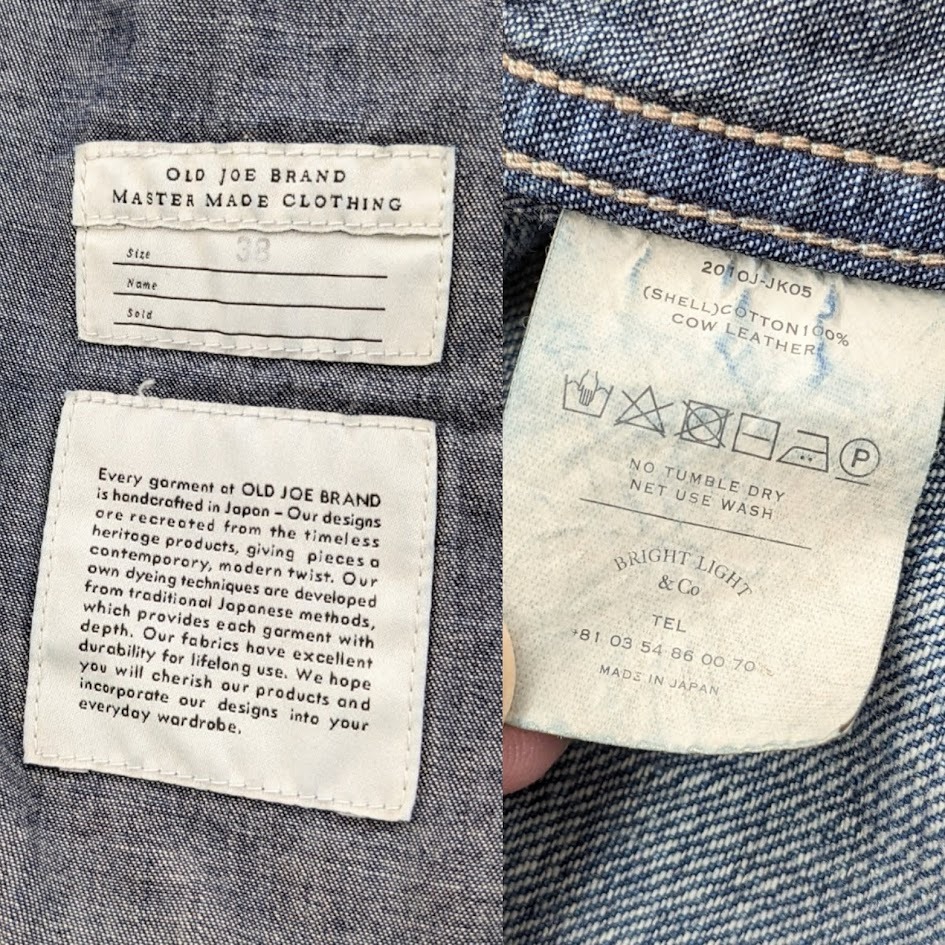 OLD JOE BRAND
MASTER MADE CLOTHING
Size 38
Name
Sold
Every garment at OLD JOE BRAND
is handcrafted in Japan – Our designs
are recreated from the timeless
heritage products, giving pieces a
contemporary, modern twist. Our
own dyeing techniques are developed
from traditional Japanese methods,
which provides each garment with
depth. Our fabrics have excellent
durability for lifelong use. We hope
you will cherish our products and
incorporate our designs into your
everyday wardrobe.
201OJ-JK05
(SHELL)COTTON100%
COW LEATHER
P
NO TUMBLE DRY
NET USE WASH
BRIGHT LIGHT
& Co
TEL
+81 03 54 86 00 70
MADE IN JAPAN